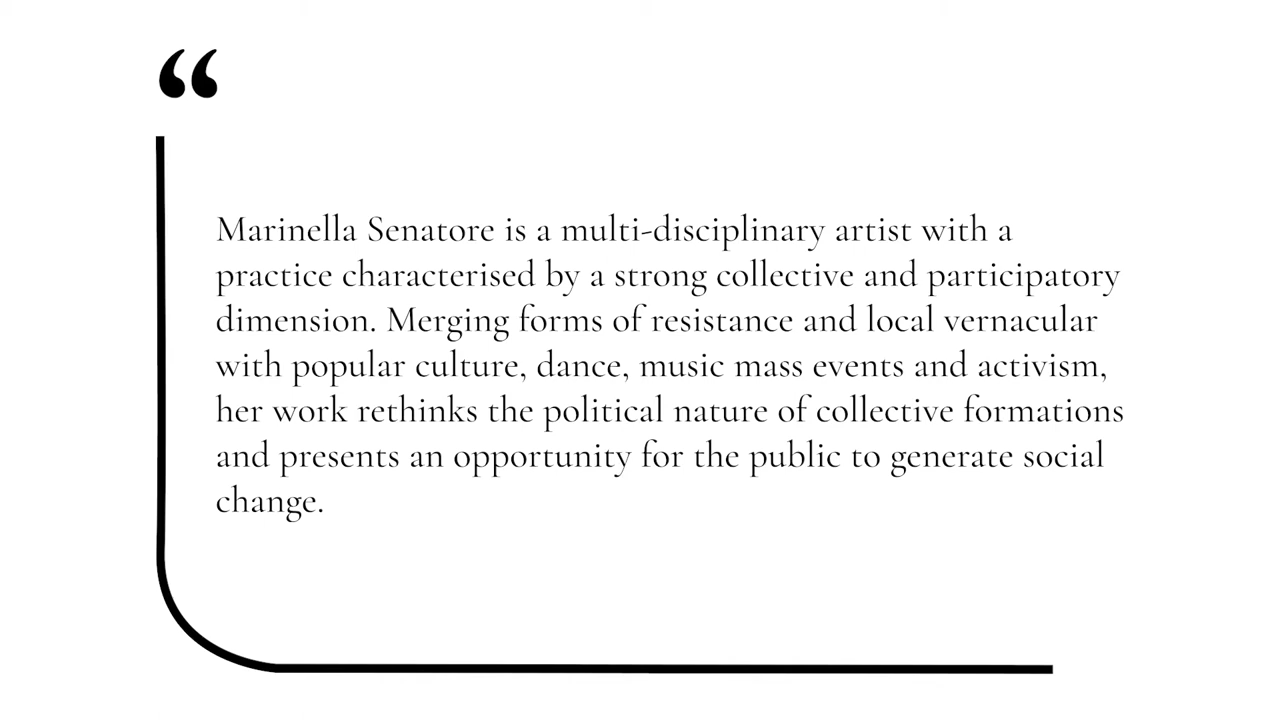 “
Marinella Senatore is a multi-disciplinary artist with a
practice characterised by a strong collective and participatory
dimension. Merging forms of resistance and local vernacular
with popular culture, dance, music mass events and activism,
her work rethinks the political nature of collective formations
and presents an opportunity for the public to generate social
change.